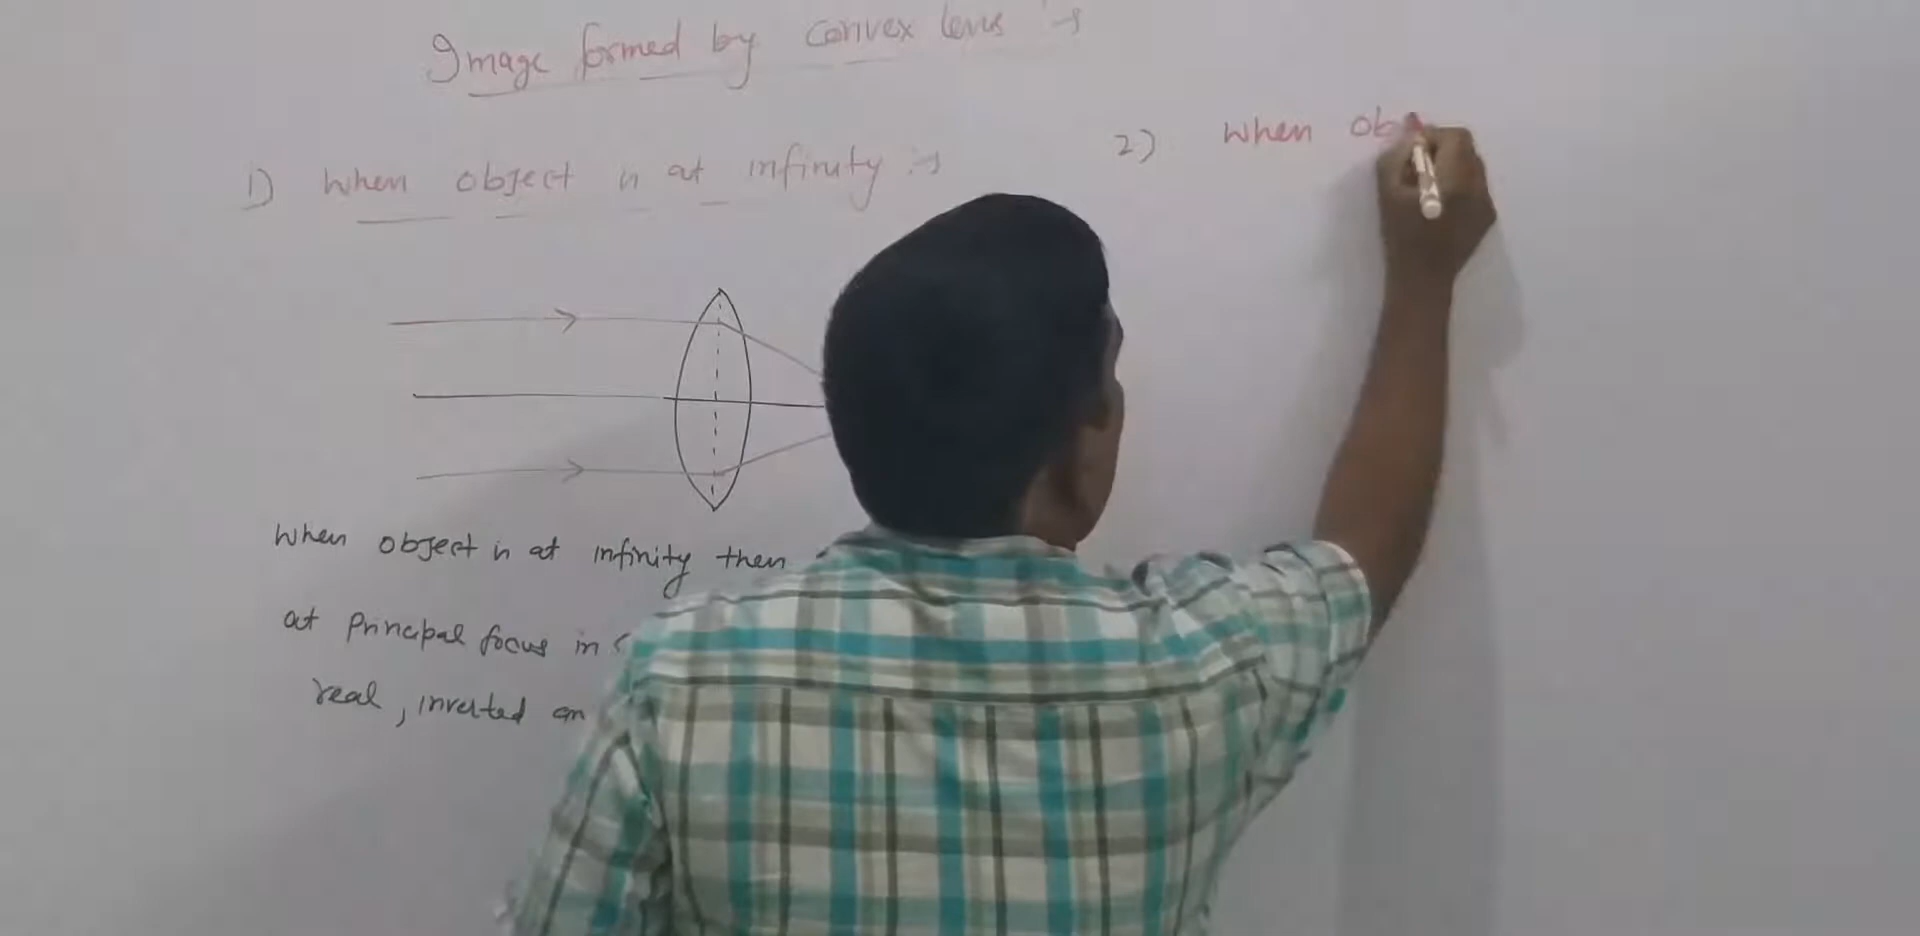 Image formed by convex lens :-
1) When object is at infinity :-
2) When ob
When object is at infinity then
at principal focus in
real, inverted an